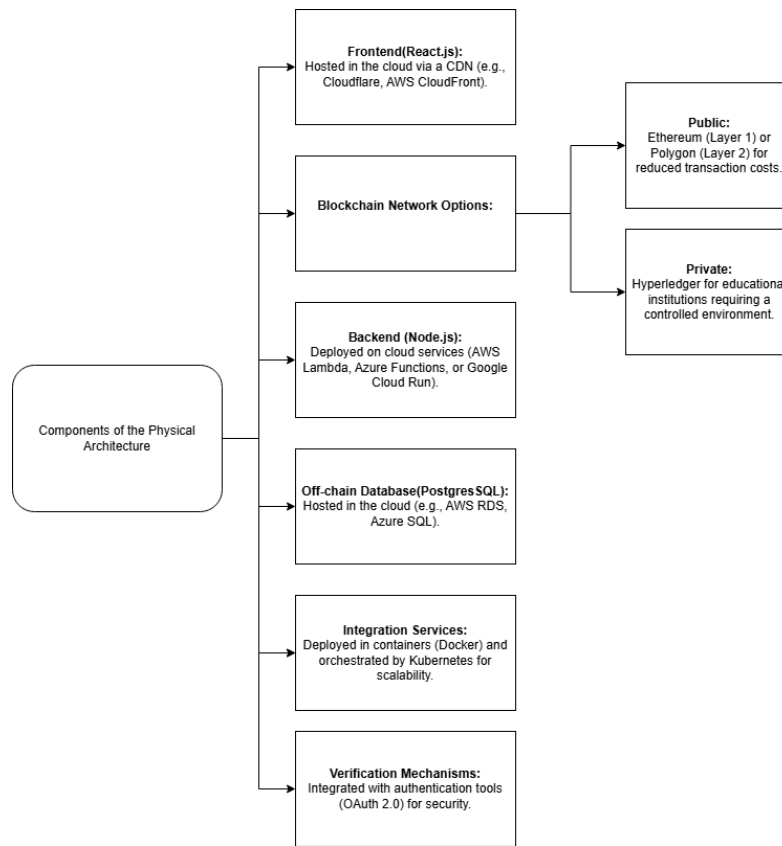 Frontend(React.js):
Hosted in the cloud via a CDN (e.g.,
Cloudflare, AWS CloudFront).
Public:
Ethereum (Layer 1) or
Polygon (Layer 2) for
reduced transaction costs.
Blockchain Network Options:
Private:
Hyperledger for educational
institutions requiring a
controlled environment.
Backend (Node.js):
Deployed on cloud services (AWS
Lambda, Azure Functions, or Google
Cloud Run).
Components of the Physical
Architecture
Off-chain Database(PostgresSQL):
Hosted in the cloud (e.g., AWS RDS,
Azure SQL).
Integration Services:
Deployed in containers (Docker) and
orchestrated by Kubernetes for
scalability.
Verification Mechanisms:
Integrated with authentication tools
(OAuth 2.0) for security.